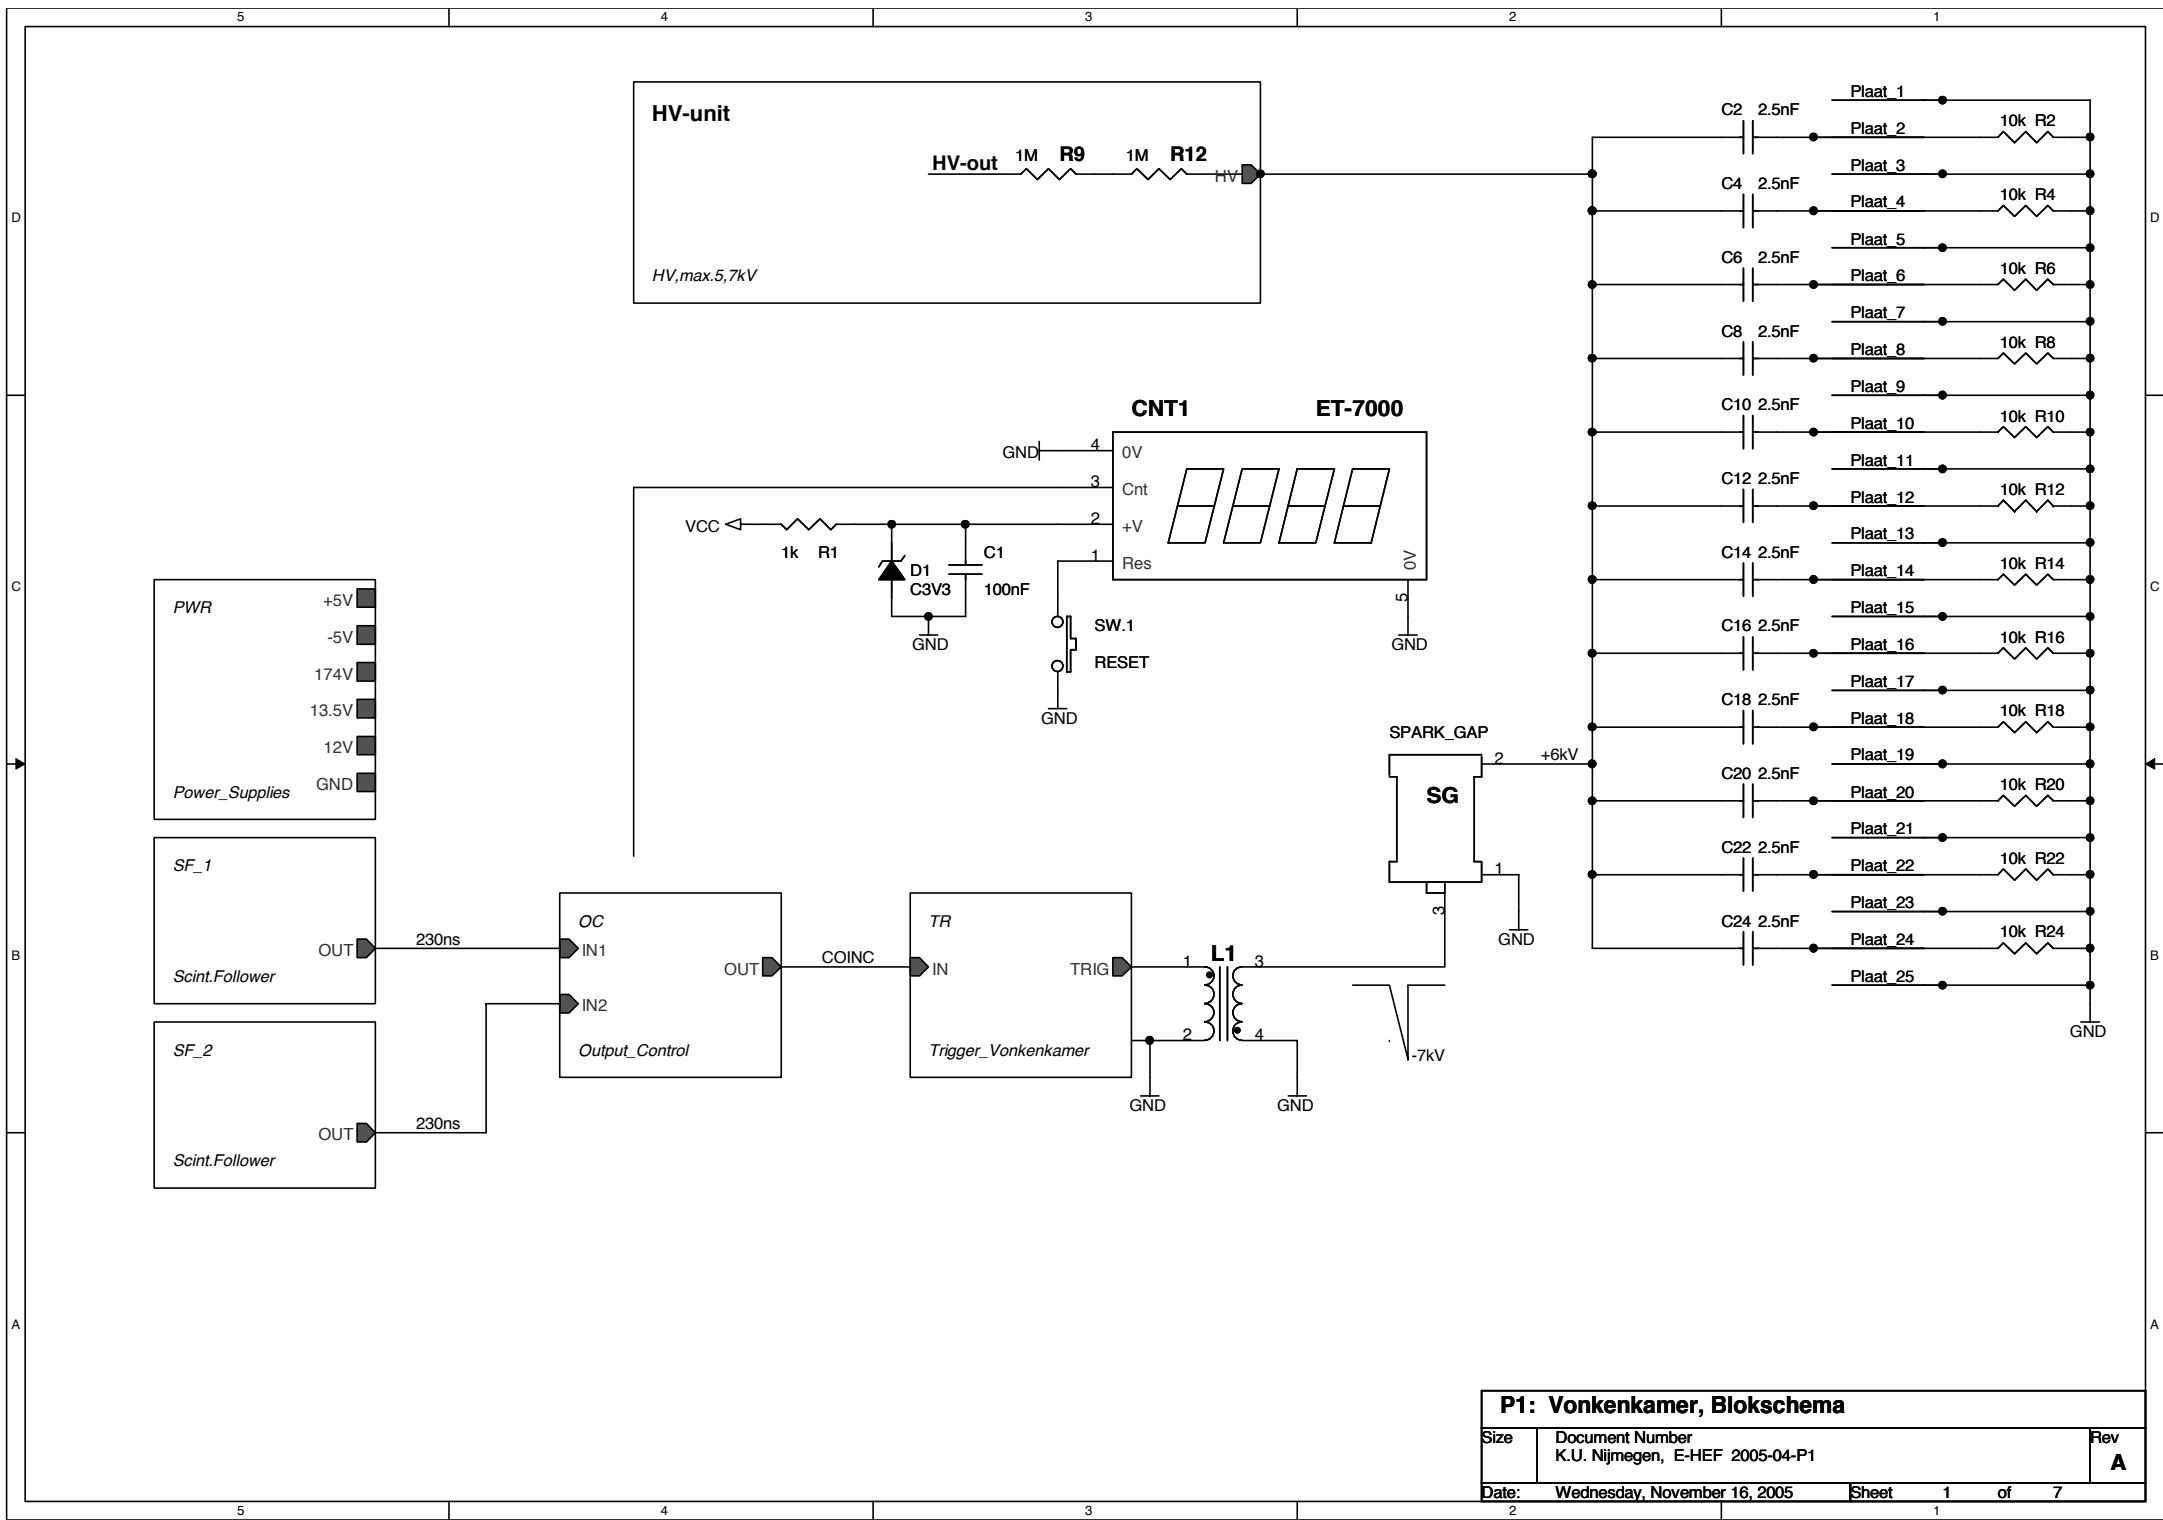 5 4 3 2 1
D
D
C
C
B
B
A
A
HV-unit
HV-out 1M R9 1M R12 HV
HV,max.5,7kV
Plaat_1
C2 2.5nF Plaat_2 10k R2
Plaat_3
C4 2.5nF Plaat_4 10k R4
Plaat_5
C6 2.5nF Plaat_6 10k R6
Plaat_7
C8 2.5nF Plaat_8 10k R8
Plaat_9
C10 2.5nF Plaat_10 10k R10
Plaat_11
C12 2.5nF Plaat_12 10k R12
Plaat_13
C14 2.5nF Plaat_14 10k R14
Plaat_15
C16 2.5nF Plaat_16 10k R16
Plaat_17
C18 2.5nF Plaat_18 10k R18
Plaat_19
C20 2.5nF Plaat_20 10k R20
Plaat_21
C22 2.5nF Plaat_22 10k R22
Plaat_23
C24 2.5nF Plaat_24 10k R24
Plaat_25
GND
CNT1 ET-7000
GND 4 0V
3 Cnt
VCC 2 +V
1k R1
1 Res
0V
5
GND
D1
C3V3
C1
100nF
GND
SW.1
RESET
GND
PWR
+5V
-5V
174V
13.5V
12V
GND
Power_Supplies
SF_1
OUT 230ns
Scint.Follower
SF_2
OUT 230ns
Scint.Follower
OC
IN1
IN2
OUT
Output_Control
COINC
TR
IN
TRIG
Trigger_Vonkenkamer
L1
1 3
2 4
GND
GND
-7kV
SPARK_GAP
SG
2 +6kV
1
3
GND
P1: Vonkenkamer, Blokschema
Size Document Number Rev
K.U. Nijmegen, E-HEF 2005-04-P1 A
Date: Wednesday, November 16, 2005 Sheet 1 of 7
5 4 3 2 1